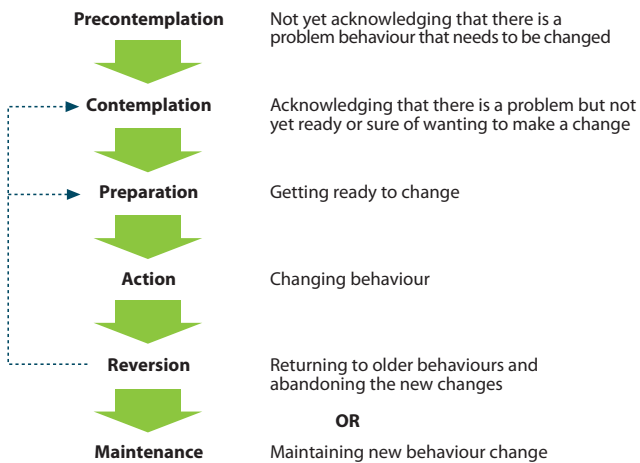 Precontemplation
Not yet acknowledging that there is a
problem behaviour that needs to be changed
Contemplation
Acknowledging that there is a problem but not
yet ready or sure of wanting to make a change
Preparation
Getting ready to change
Action
Changing behaviour
Reversion
Returning to older behaviours and
abandoning the new changes
OR
Maintenance
Maintaining new behaviour change